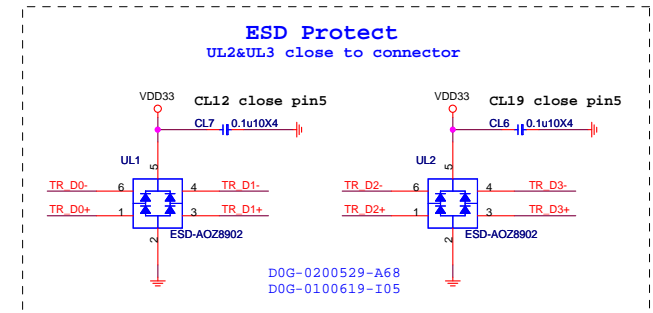 ESD Protect
UL2&UL3 close to connector
VDD33 CL12 close pin5
CL7 0.1u10X4
UL1
5
TR_D0- 6 4 TR_D1-
TR_D0+ 1 3 TR_D1+
2 ESD-AOZ8902
VDD33 CL19 close pin5
CL6 0.1u10X4
UL2
5
TR_D2- 6 4 TR_D3-
TR_D2+ 1 3 TR_D3+
2 ESD-AOZ8902
D0G-0200529-A68
D0G-0100619-I05